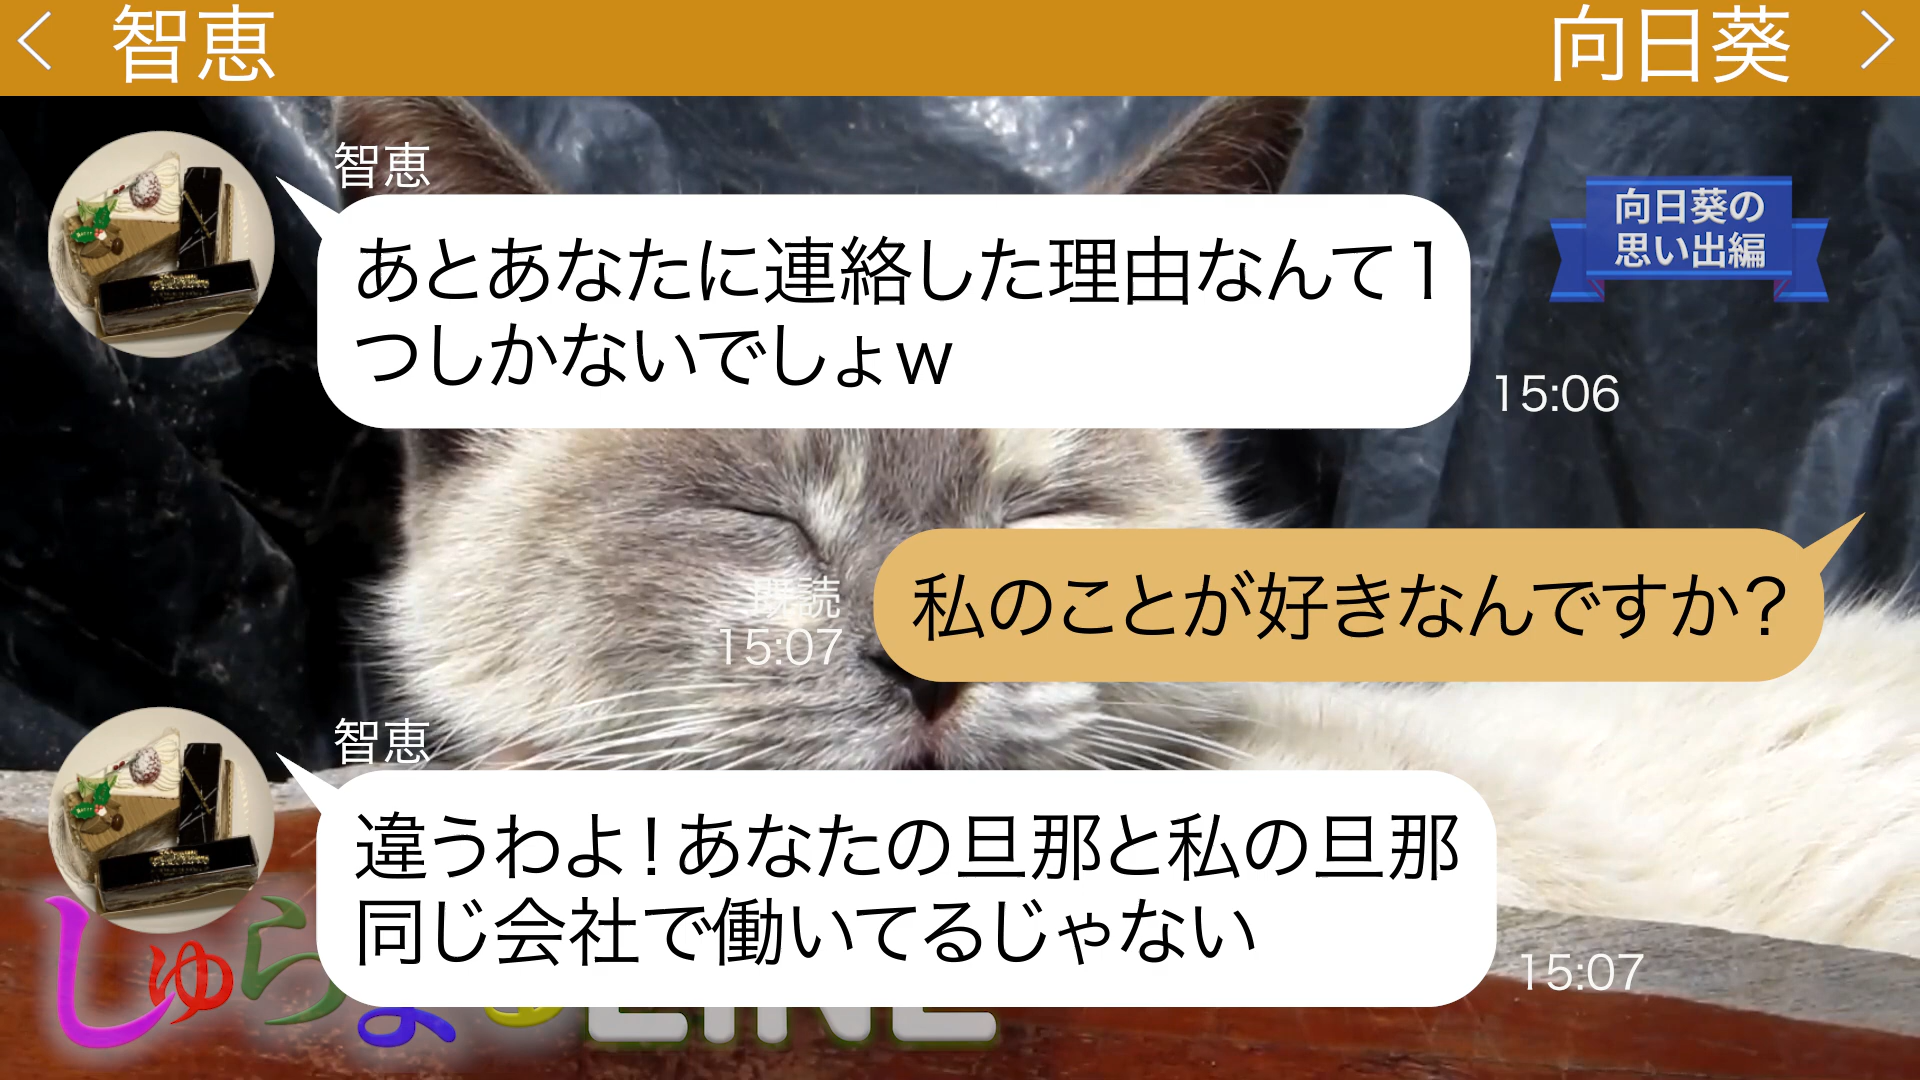 智恵
向日葵
智恵
向日葵の
思い出編
あとあなたに連絡した理由なんて1
つしかないでしょw
15:06
私のことが好きなんですか？
既読
15:07
智恵
違うわよ！あなたの旦那と私の旦那
同じ会社で働いてるじゃない
15:07
しゅら
LINE